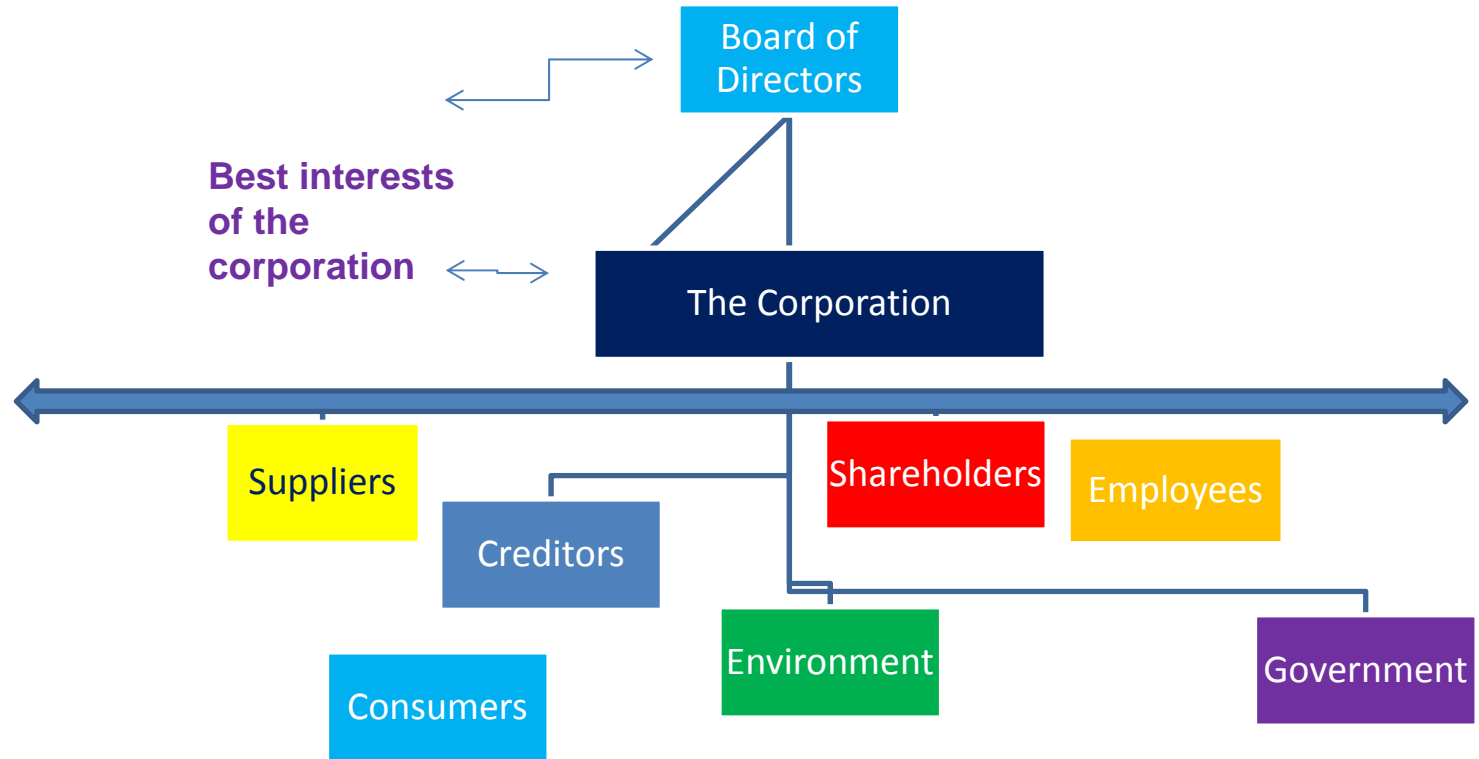 Board of
Directors
Best interests
of the
corporation
The Corporation
Suppliers
Shareholders
Employees
Creditors
Environment
Government
Consumers